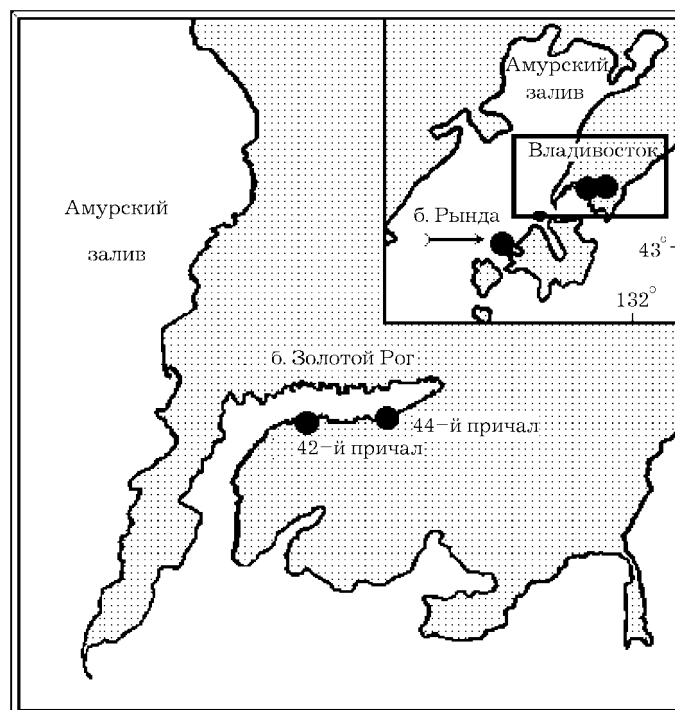 Амурский
залив
Владивосток
б. Рында
43°
132°
Амурский
залив
б. Золотой Рог
44-й причал
42-й причал